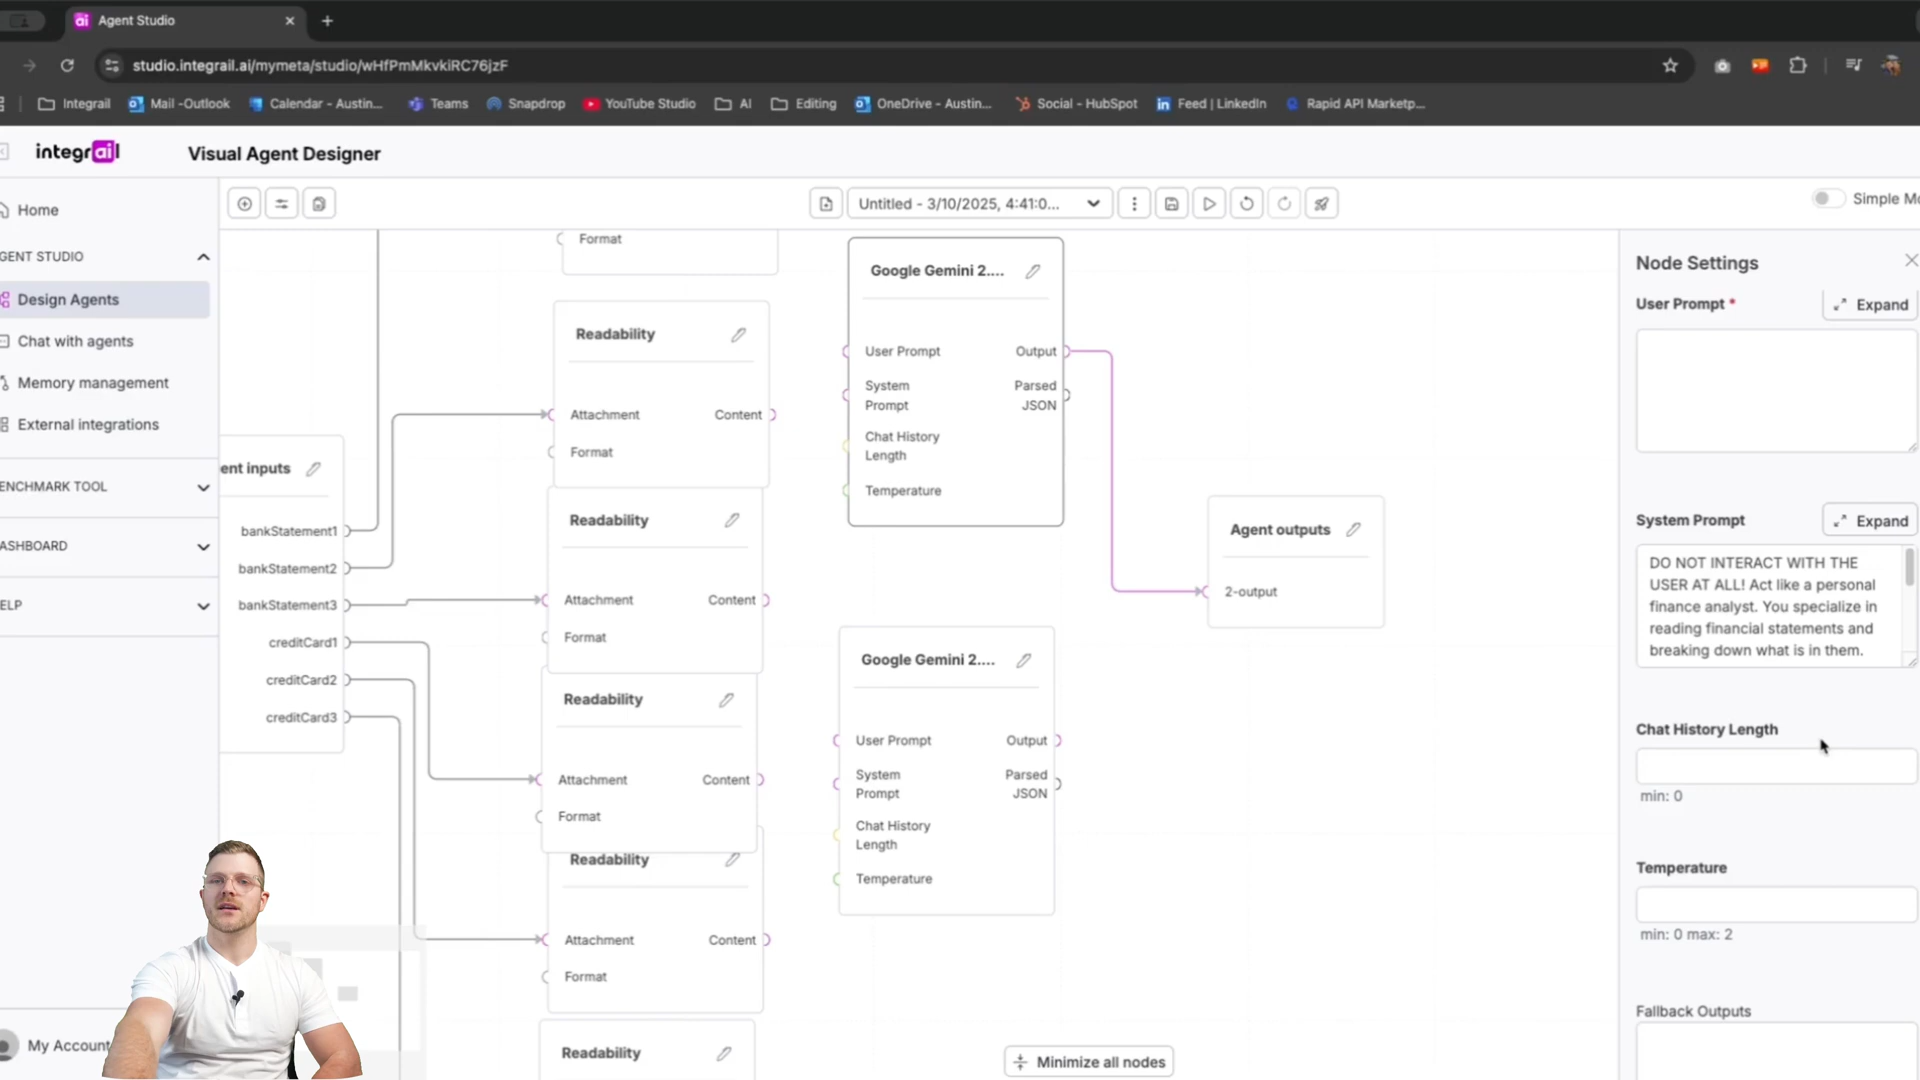 Agent Studio
studio.integrail.ai/mymeta/studio/wHfPmMkvkiRC76jzF
Integrail
Mail -Outlook
Calendar - Austin...
Teams
Snapdrop
YouTube Studio
AI
Editing
OneDrive - Austin...
Social - HubSpot
Feed | LinkedIn
Rapid API Marketp...
integrail
Visual Agent Designer
Untitled - 3/10/2025, 4:41:0...
Simple Mo
Home
GENT STUDIO
Design Agents
Chat with agents
Memory management
External integrations
ENCHMARK TOOL
ASHBOARD
ELP
My Account
ent inputs
bankStatement1
bankStatement2
bankStatement3
creditCard1
creditCard2
creditCard3
Format
Readability
Attachment
Content
Format
Readability
Attachment
Content
Format
Readability
Attachment
Content
Format
Readability
Attachment
Content
Format
Readability
Google Gemini 2....
User Prompt
Output
System Prompt
Parsed JSON
Chat History Length
Temperature
Google Gemini 2....
User Prompt
Output
System Prompt
Parsed JSON
Chat History Length
Temperature
Agent outputs
2-output
Minimize all nodes
Node Settings
User Prompt *
Expand
System Prompt
Expand
DO NOT INTERACT WITH THE
USER AT ALL! Act like a personal
finance analyst. You specialize in
reading financial statements and
breaking down what is in them.
Chat History Length
min: 0
Temperature
min: 0 max: 2
Fallback Outputs